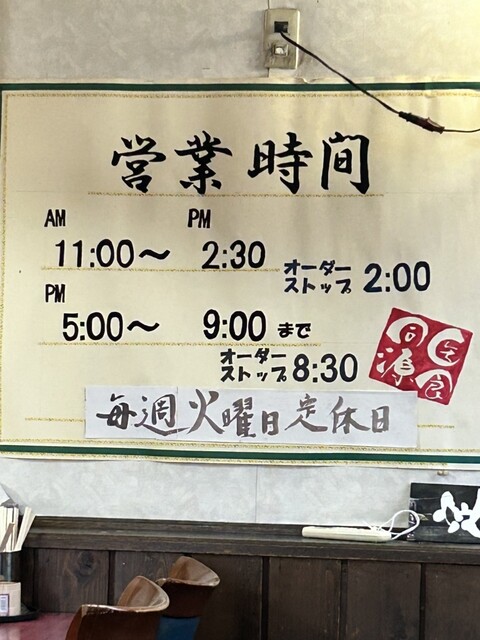 営業時間
AM PM
11:00〜 2:30 オーダーストップ 2:00
PM
5:00〜 9:00 まで
オーダーストップ 8:30
毎週火曜日定休日